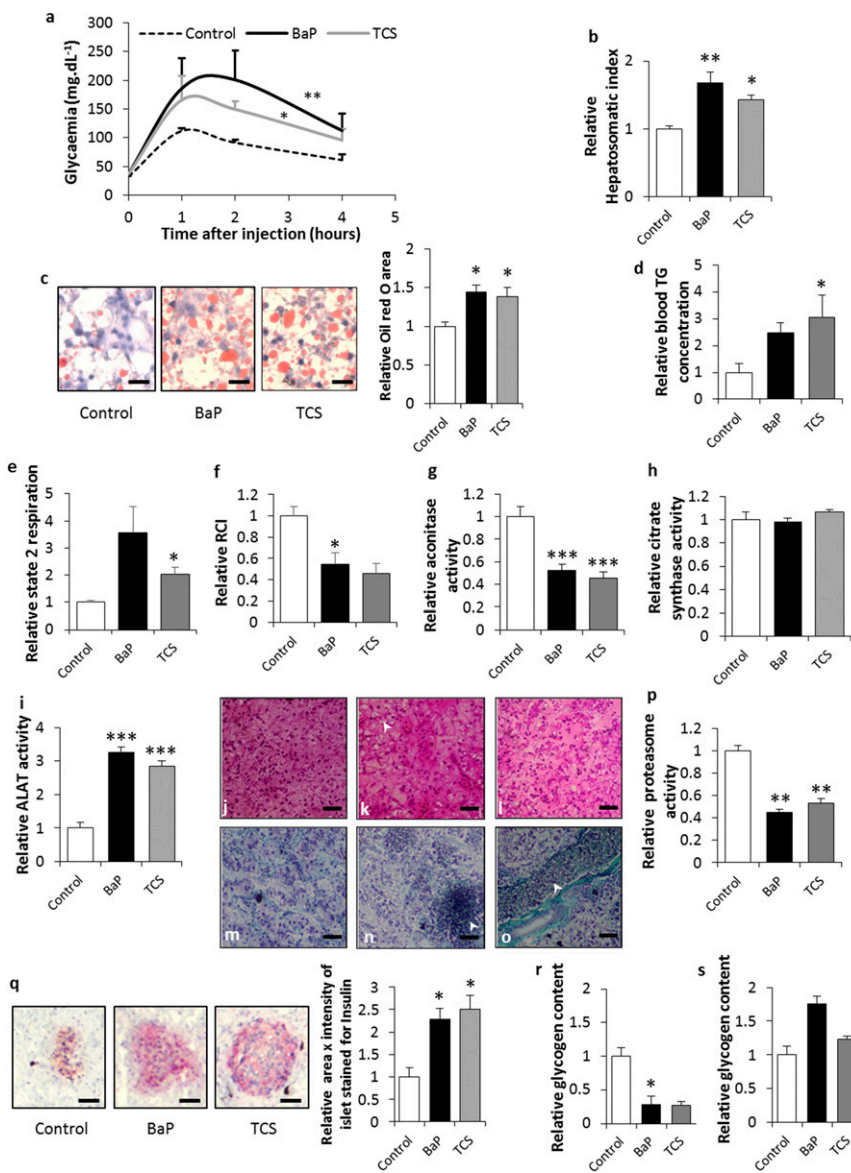 a
Control BaP TCS
Glycaemia (mg.dL-1)
300
250
200
150
100
50
0
**
*
0 1 2 3 4 5
Time after injection (hours)
b
Relative
Hepatosomatic index
2
1
0
**
*
Control
BaP
TCS
c
Control BaP TCS
Relative Oil red O area
2
1.5
1
0.5
0
* *
Control
BaP
TCS
d
Relative blood TG
concentration
5
4
3
2
1
0
*
Control
BaP
TCS
e
Relative state 2 respiration
5
4
3
2
1
0
*
Control
BaP
TCS
f
Relative RCI
1.2
1
0.8
0.6
0.4
0.2
0
*
Control
BaP
TCS
g
Relative aconitase
activity
1.2
1
0.8
0.6
0.4
0.2
0
*** ***
Control
BaP
TCS
h
Relative citrate
synthase activity
1.2
1
0.8
0.6
0.4
0.2
0
Control
BaP
TCS
i
Relative ALAT activity
4
3
2
1
0
*** ***
Control
BaP
TCS
j k l
m n o
p
Relative proteasome
activity
1.2
1
0.8
0.6
0.4
0.2
0
** **
Control
BaP
TCS
q
Control BaP TCS
Relative area x intensity of
islet stained for Insulin
3
2.5
2
1.5
1
0.5
0
* *
Control
BaP
TCS
r
Relative glycogen content
2
1.5
1
0.5
0
*
Control
BaP
TCS
s
Relative glycogen content
2
1.5
1
0.5
0
Control
BaP
TCS